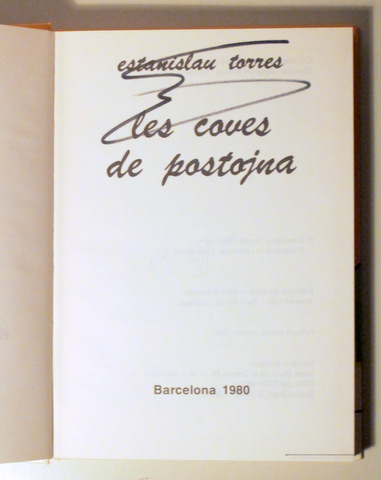 estanislau torres
les coves
de postojna
Barcelona 1980